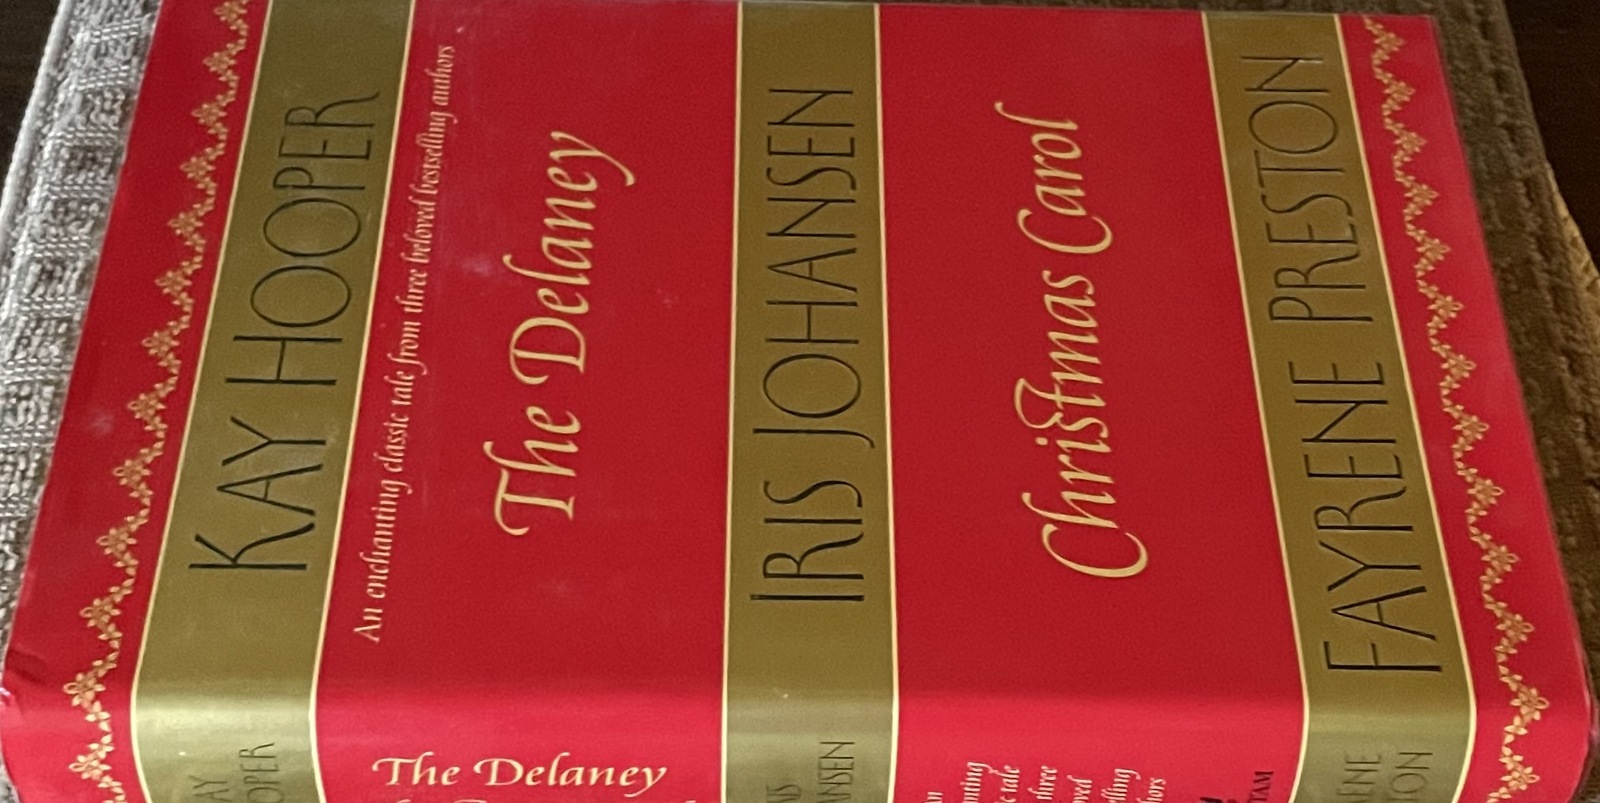 KAY HOOPER
An enchanting classic tale from three beloved bestselling authors
The Delaney
IRIS JOHANSEN
Christmas Carol
FAYRENE PRESTON
The Delaney